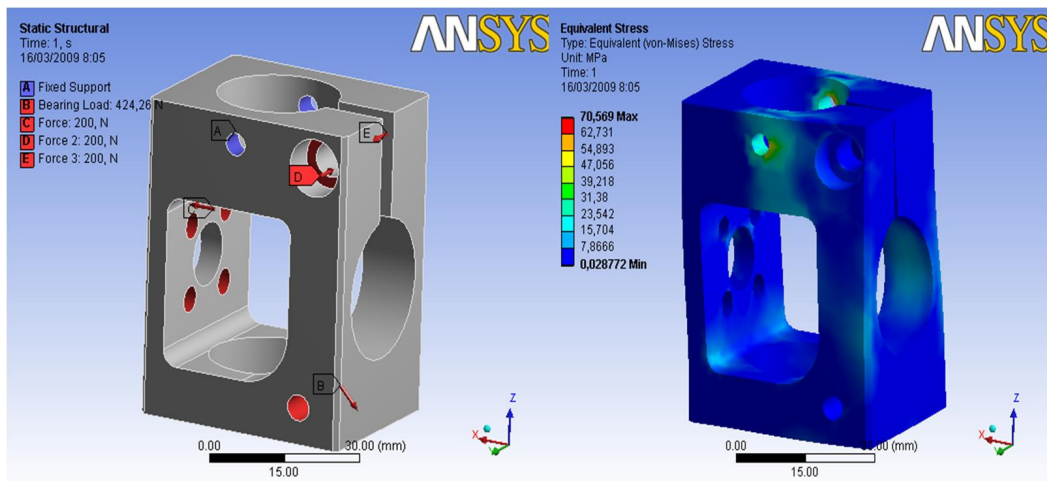 Static Structural
Time: 1, s
16/03/2009 8:05
ANSYS
A Fixed Support
B Bearing Load: 424,26 N
C Force: 200, N
D Force 2: 200, N
E Force 3: 200, N
A
E
D
C
B
0.00 30.00 (mm)
15.00
Z
X
Y
Equivalent Stress
Type: Equivalent (von-Mises) Stress
Unit: MPa
Time: 1
16/03/2009 8:05
ANSYS
70,569 Max
62,731
54,893
47,056
39,218
31,38
23,542
15,704
7,8666
0,028772 Min
0.00 (mm)
15.00
Z
X
Y